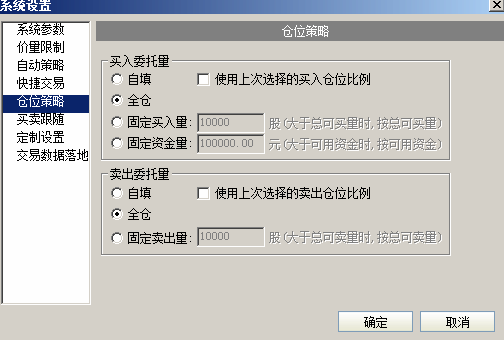 系统设置
系统参数
价量限制
自动策略
快捷交易
仓位策略
买卖跟随
定制设置
交易数据落地
仓位策略
买入委托量
自填 使用上次选择的买入仓位比例
全仓
固定买入量: 10000 股(大于总可买量时, 按总可买量)
固定资金量: 100000.00 元(大于可用资金时, 按可用资金)
卖出委托量
自填 使用上次选择的卖出仓位比例
全仓
固定卖出量: 10000 股(大于总可卖量时, 按总可卖量)
确定 取消